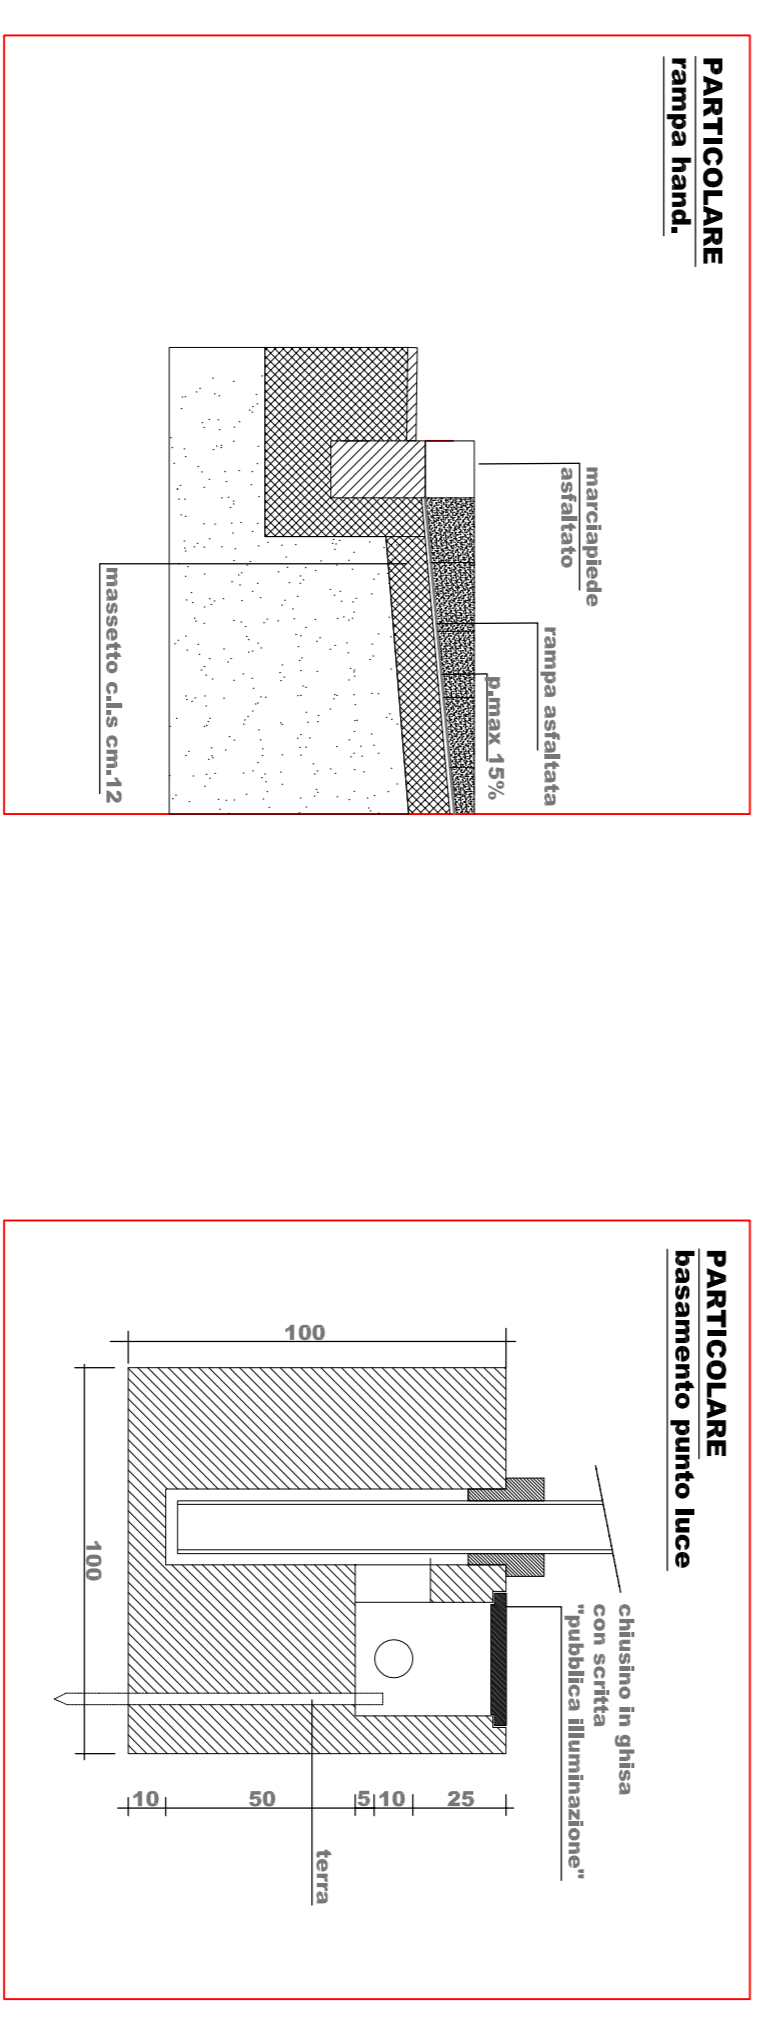 PARTICOLARE
rampa hand.
marciapiede
asfaltato
rampa asfaltata
p.max 15%
massetto c.l.s cm.12
PARTICOLARE
basamento punto luce
chiusino in ghisa
con scritta
"pubblica illuminazione"
100
100
10
50
5
10
25
terra